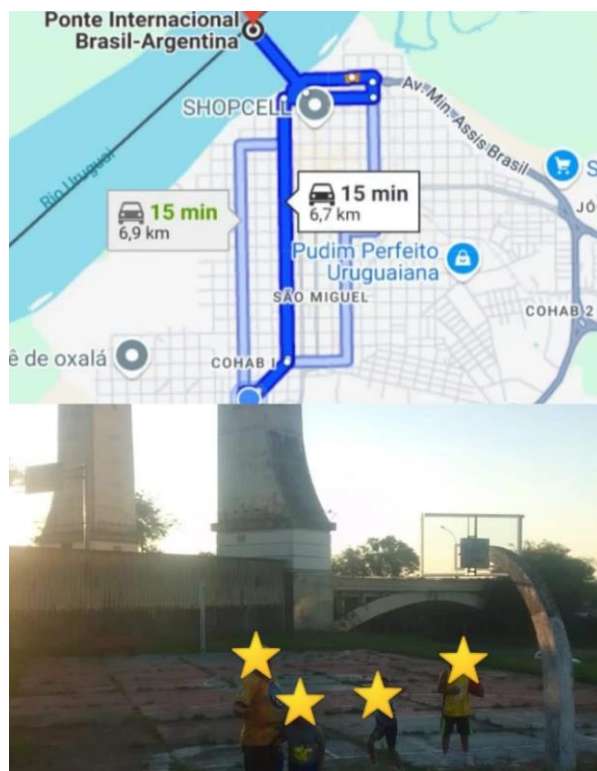 Ponte Internacional
Brasil-Argentina
SHOPCELL
Av. Min. Assis Brasil
Rio Uruguai
15 min
6,9 km
15 min
6,7 km
S
JÓ
Pudim Perfeito
Uruguaiana
SÃO MIGUEL
COHAB 2
ê de oxalá
COHAB I